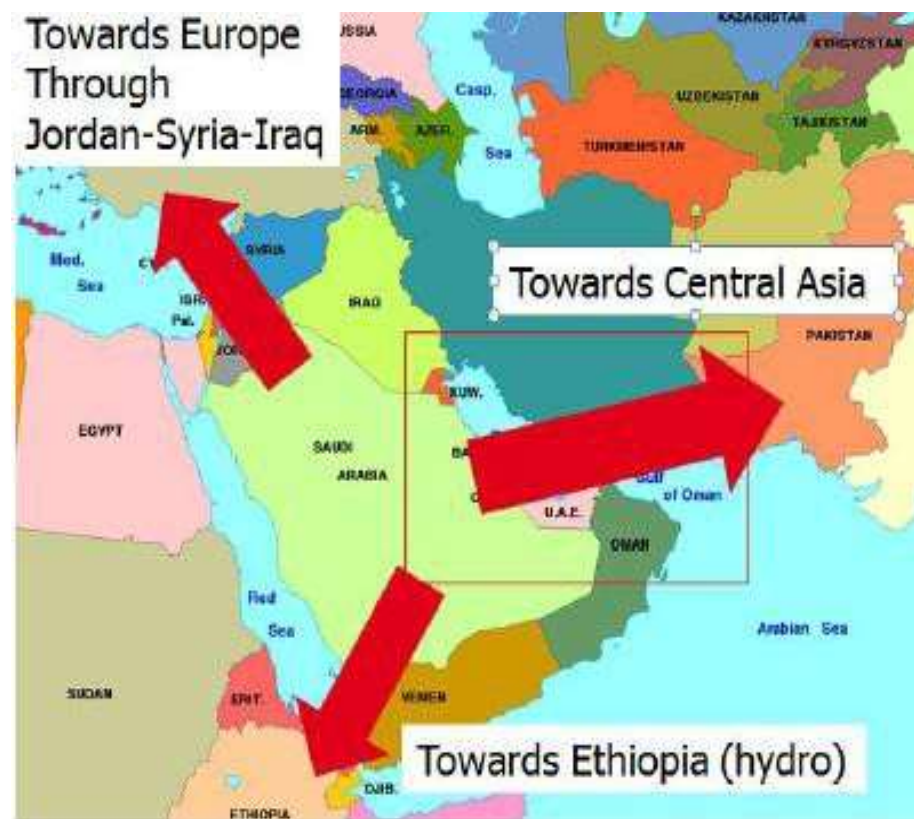 Towards Europe
Through
Jordan-Syria-Iraq
RUSSIA
KAZAKHSTAN
KYRGYZSTAN
GEORGIA
Casp.
Sea
UZBEKISTAN
TAJIKISTAN
ARM.
AZER.
TURKMENISTAN
Med.
Sea
SYRIA
Pal.
IRAQ
Towards Central Asia
PAKISTAN
KUW.
EGYPT
SAUDI
ARABIA
of Oman
U.A.E.
OMAN
Red
Sea
Arabian Sea
SUDAN
ERIT.
YEMEN
Towards Ethiopia (hydro)
DJIB.
ETHIOPIA